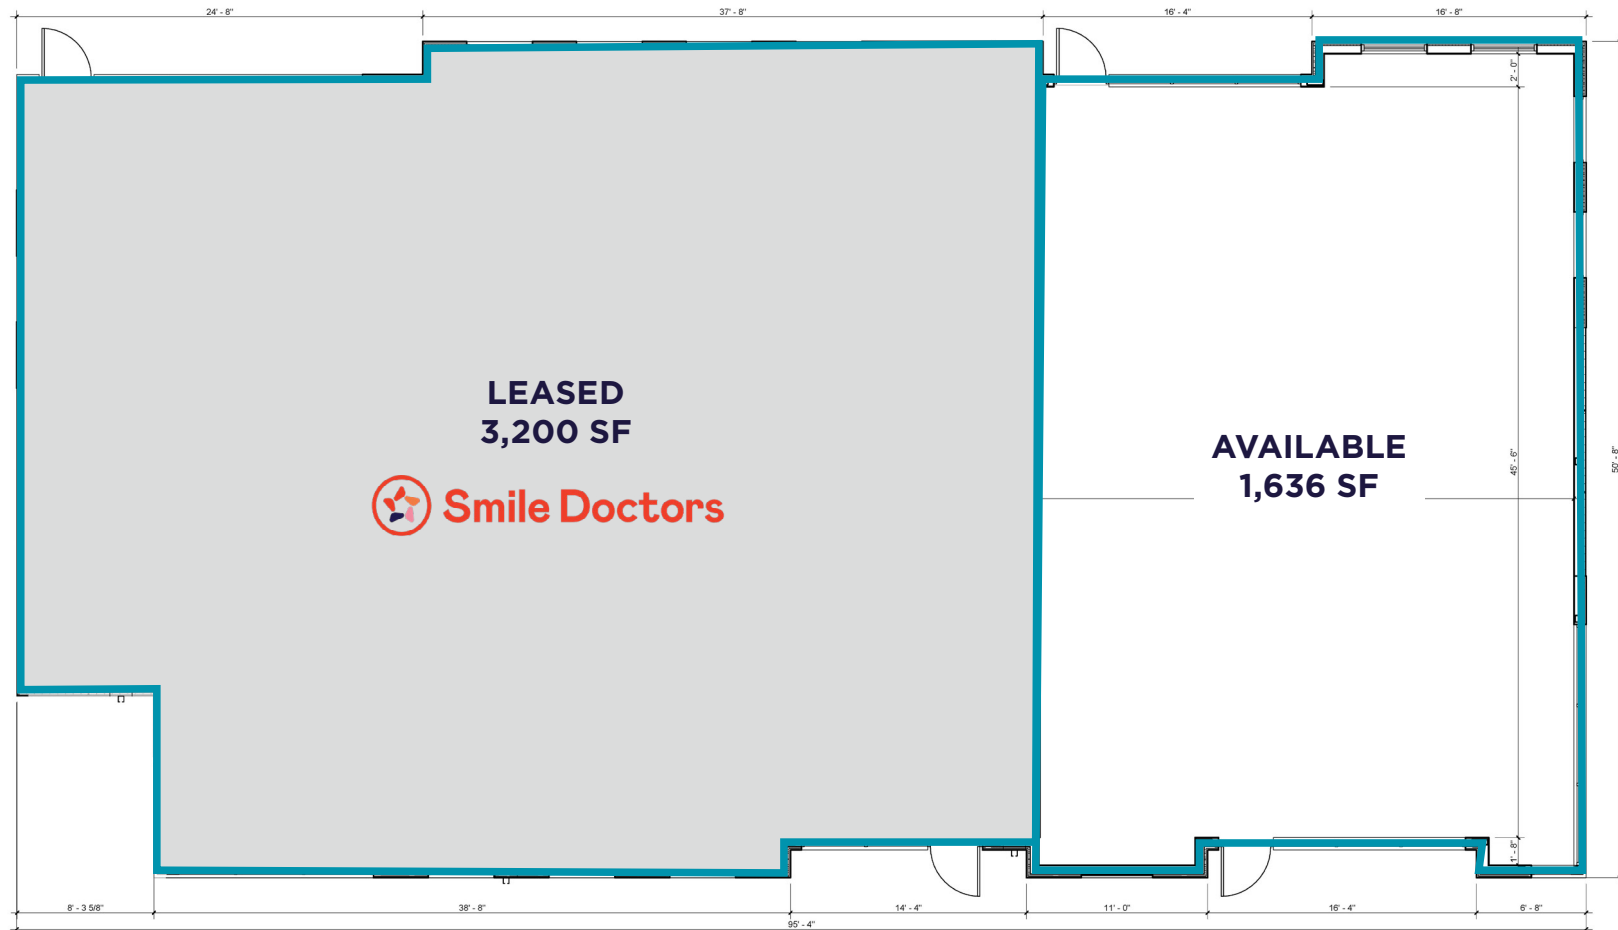 24' - 8"
37' - 8"
16' - 4"
16' - 8"
2' - 0"
LEASED
3,200 SF
Smile Doctors
AVAILABLE
1,636 SF
45' - 6"
50' - 8"
1' - 8"
8' - 3 5/8"
38' - 8"
14' - 4"
11' - 0"
16' - 4"
6' - 8"
95' - 4"